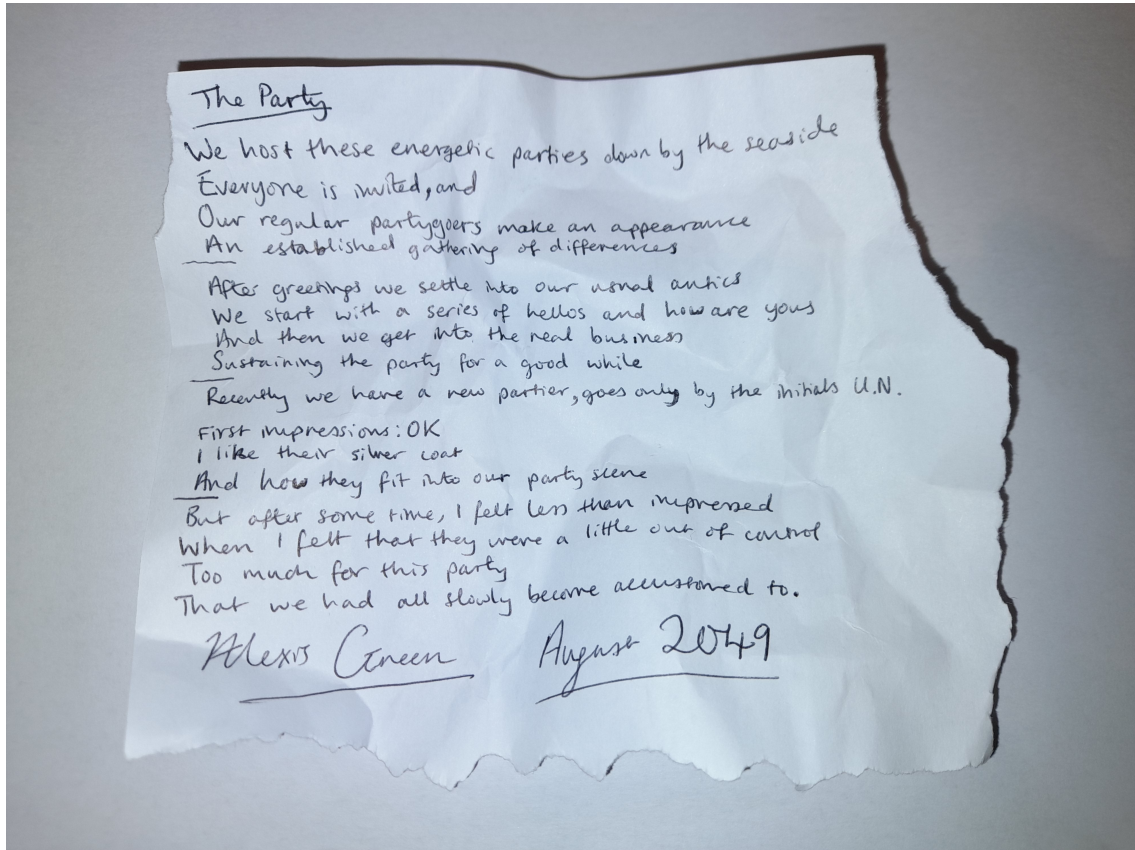 The Party
We host these energetic parties down by the seaside
Everyone is invited, and
Our regular partygoers make an appearance
An established gathering of differences
After greetings we settle into our usual antics
We start with a series of hellos and how are yous
And then we get into the real business
Sustaining the party for a good while
Recently we have a new partier, goes only by the initials U.N.
First impressions: OK
I like their silver coat
And how they fit into our party scene
But after some time, I felt less than impressed
When I felt that they were a little out of control
Too much for this party
That we had all slowly become accustomed to.
Alexis Green August 2049